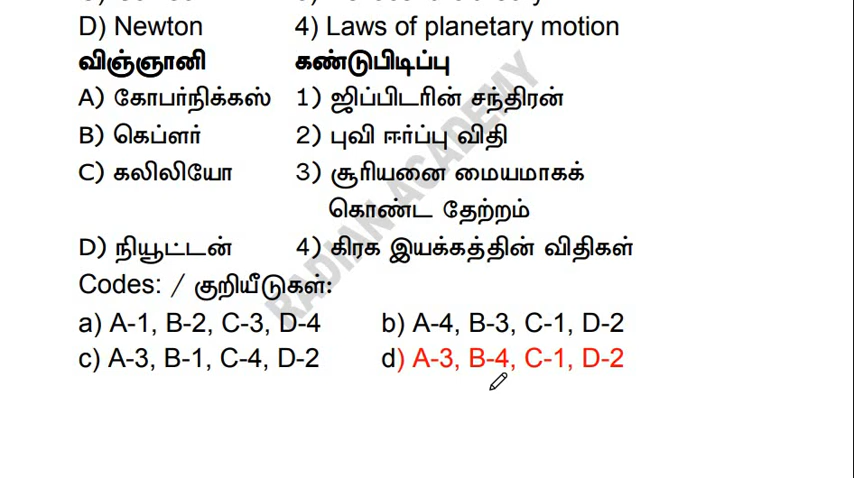 D) Newton 4) Laws of planetary motion
விஞ்ஞானி கண்டுபிடிப்பு
A) கோபர்நிக்கஸ் 1) ஜிப்பிடரின் சந்திரன்
B) கெப்ளர் 2) புவி ஈர்ப்பு விதி
C) கலிலியோ 3) சூரியனை மையமாகக்
கொண்ட தேற்றம்
D) நியூட்டன் 4) கிரக இயக்கத்தின் விதிகள்
Codes: / குறியீடுகள்:
a) A-1, B-2, C-3, D-4 b) A-4, B-3, C-1, D-2
c) A-3, B-1, C-4, D-2 d) A-3, B-4, C-1, D-2
RADIAN ACADEMY